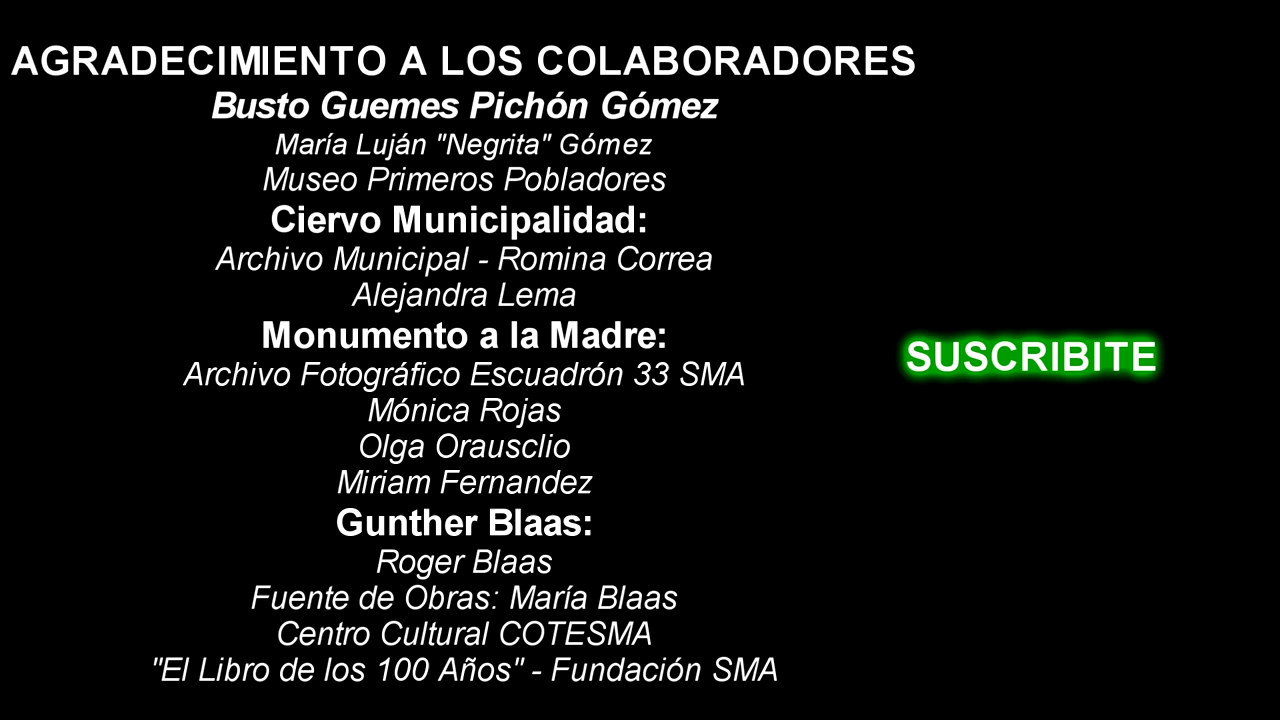 AGRADECIMIENTO A LOS COLABORADORES
Busto Guemes Pichón Gómez
María Luján "Negrita" Gómez
Museo Primeros Pobladores
Ciervo Municipalidad:
Archivo Municipal - Romina Correa
Alejandra Lema
Monumento a la Madre:
Archivo Fotográfico Escuadrón 33 SMA
Mónica Rojas
Olga Orausclio
Miriam Fernandez
Gunther Blaas:
Roger Blaas
Fuente de Obras: María Blaas
Centro Cultural COTESMA
"El Libro de los 100 Años" - Fundación SMA
SUSCRIBITE